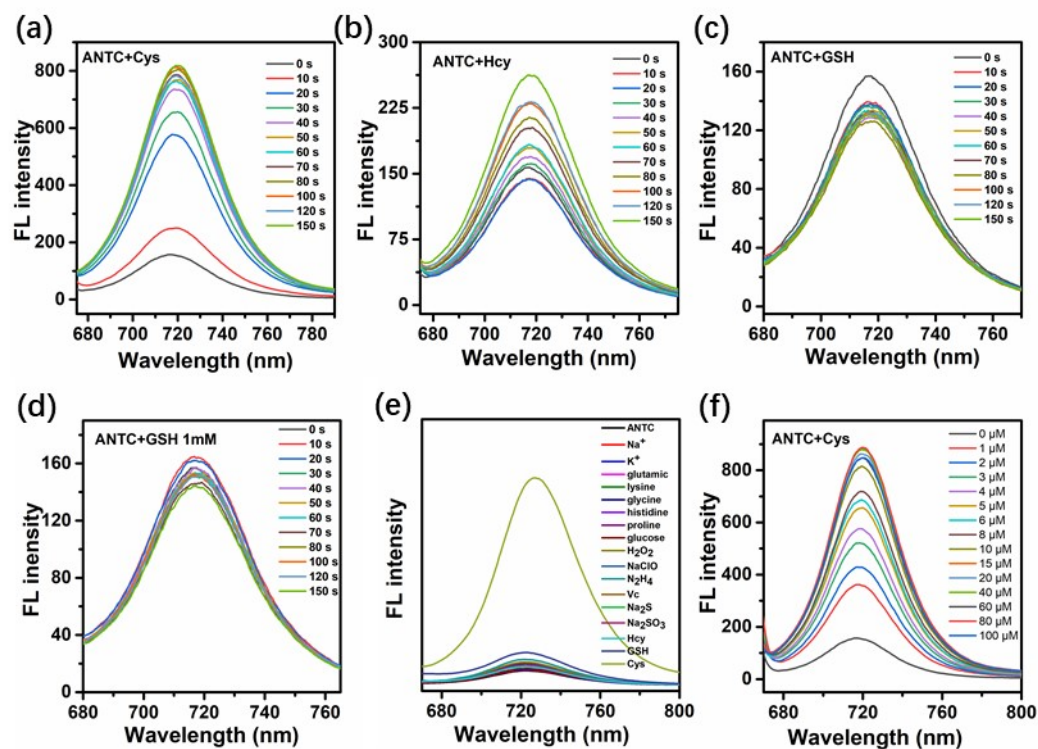 (a)
ANTC+Cys
0 s
10 s
20 s
30 s
40 s
50 s
60 s
70 s
80 s
100 s
120 s
150 s
800
600
400
200
0
680 700 720 740 760 780
FL intensity
Wavelength (nm)
(b)
ANTC+Hcy
0 s
10 s
20 s
30 s
40 s
50 s
60 s
70 s
80 s
100 s
120 s
150 s
300
225
150
75
0
680 700 720 740 760
FL intensity
Wavelength (nm)
(c)
ANTC+GSH
0 s
10 s
20 s
30 s
40 s
50 s
60 s
70 s
80 s
100 s
120 s
150 s
160
120
80
40
0
680 700 720 740 760
FL intensity
Wavelength (nm)
(d)
ANTC+GSH 1mM
0 s
10 s
20 s
30 s
40 s
50 s
60 s
70 s
80 s
100 s
120 s
150 s
160
120
80
40
0
680 700 720 740 760
FL inensity
Wavelength (nm)
(e)
ANTC
Na⁺
K⁺
glutamic
lysine
glycine
histidine
proline
glucose
H₂O₂
NaClO
N₂H₄
Vc
Na₂S
Na₂SO₃
Hcy
GSH
Cys
680 720 760 800
FL intensity
Wavelength (nm)
(f)
ANTC+Cys
0 μM
1 μM
2 μM
3 μM
4 μM
5 μM
6 μM
8 μM
10 μM
15 μM
20 μM
40 μM
60 μM
80 μM
100 μM
800
600
400
200
0
680 720 760 800
FL intensity
Wavelength (nm)